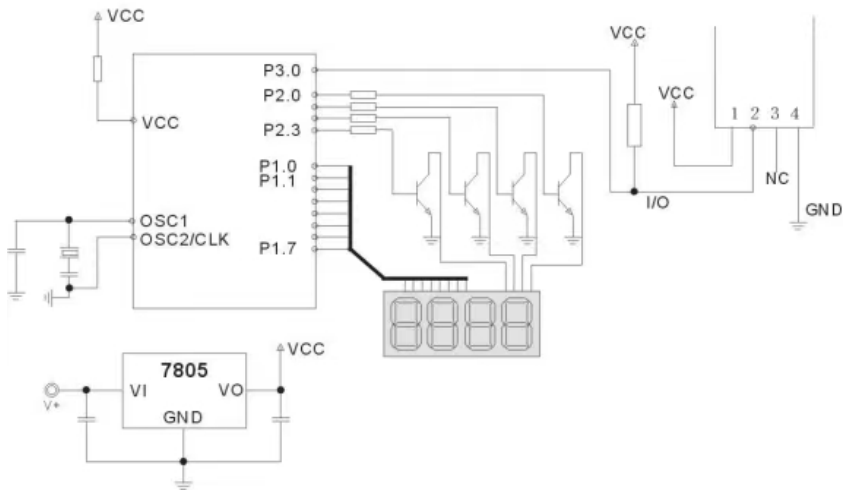 VCC
VCC
P3.0
P2.0
P2.3
P1.0
P1.1
P1.7
OSC1
OSC2/CLK
VCC
VCC
1 2 3 4
NC
I/O
GND
VCC
7805
VI VO
GND
V+